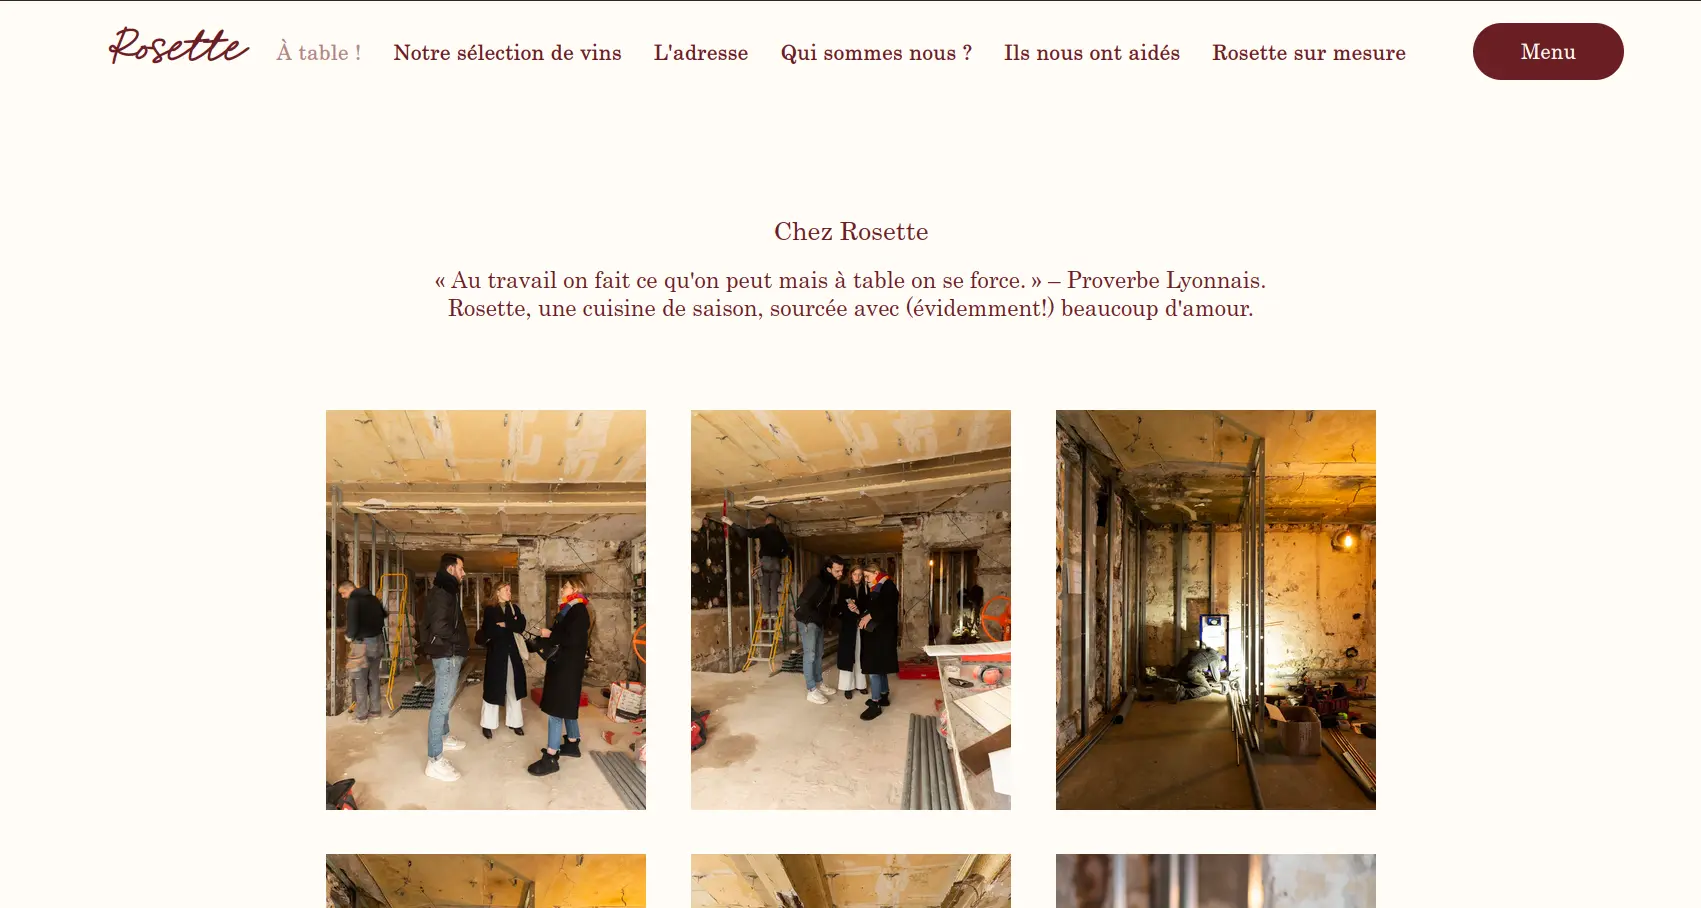 Rosette
À table !
Notre sélection de vins
L'adresse
Qui sommes nous ?
Ils nous ont aidés
Rosette sur mesure
Menu
Chez Rosette
« Au travail on fait ce qu'on peut mais à table on se force. » – Proverbe Lyonnais.
Rosette, une cuisine de saison, sourcée avec (évidemment!) beaucoup d'amour.